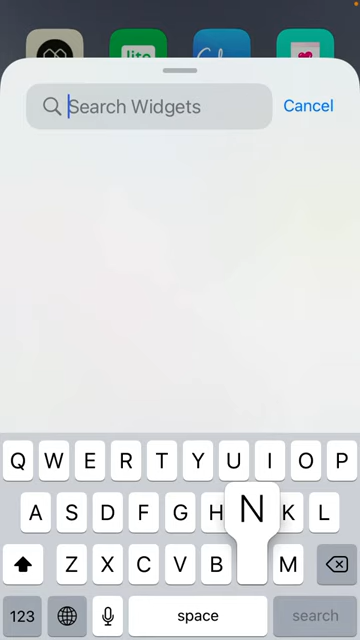 lite
Search Widgets
Cancel
Q W E R T Y U I O P
A S D F G H N K L
Z X C V B M
123 space search